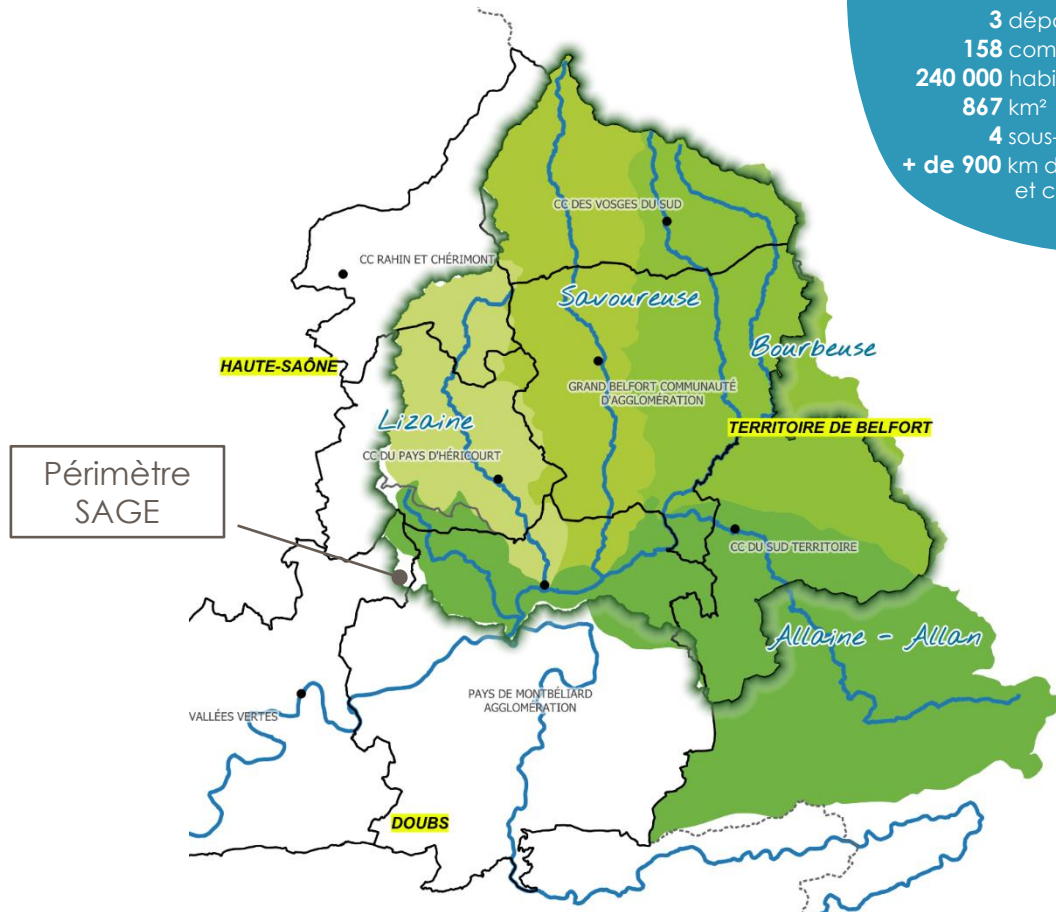 3 dépa
158 com
240 000 habi
867 km²
4 sous-
+ de 900 km d
et c
CC DES VOSGES DU SUD
CC RAHIN ET CHÉRIMONT
Savoureuse
Bourbeuse
HAUTE-SAÔNE
GRAND BELFORT COMMUNAUTÉ
D'AGGLOMÉRATION
Lizaine
TERRITOIRE DE BELFORT
CC DU PAYS D'HÉRICOURT
Périmètre
SAGE
CC DU SUD TERRITOIRE
Allaine - Allan
PAYS DE MONTBÉLIARD
AGGLOMÉRATION
VALLÉES VERTES
DOUBS